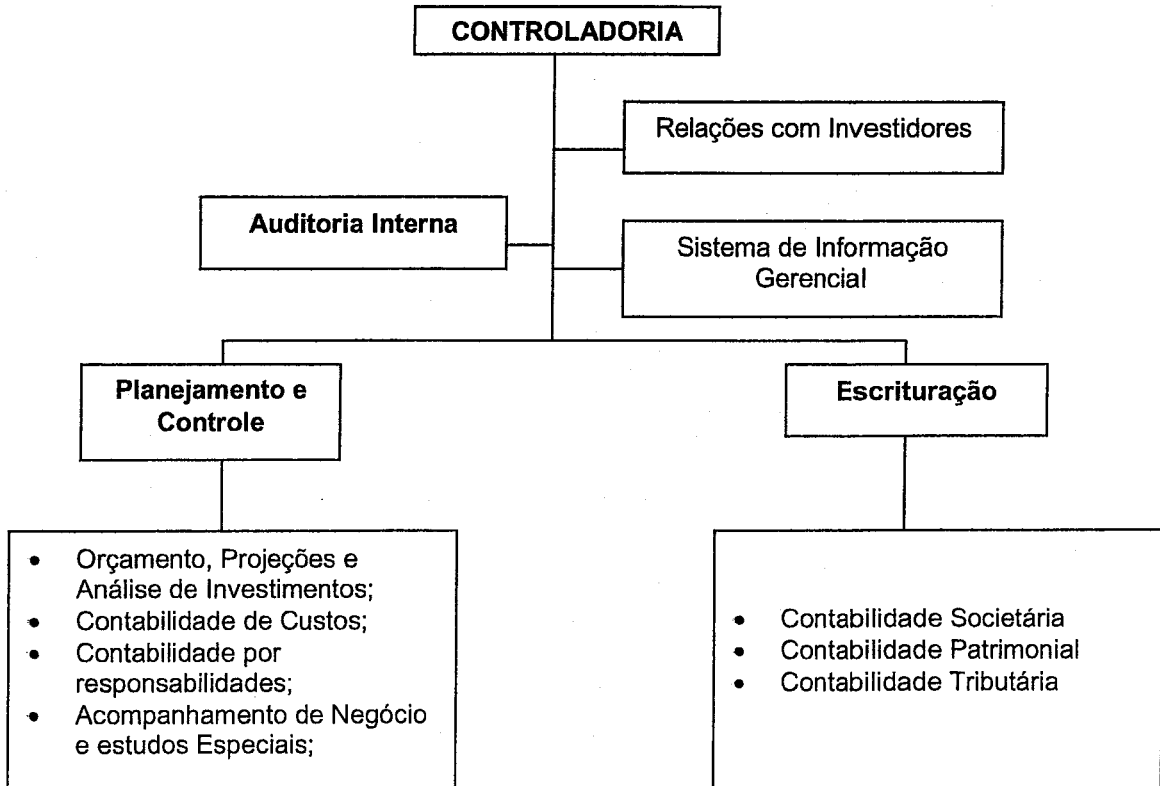 CONTROLADORIA
Relações com Investidores
Auditoria Interna
Sistema de Informação
Gerencial
Planejamento e
Controle
Escrituração
• Orçamento, Projeções e
Análise de Investimentos;
• Contabilidade de Custos;
• Contabilidade por
responsabilidades;
• Acompanhamento de Negócio
e estudos Especiais;
• Contabilidade Societária
• Contabilidade Patrimonial
• Contabilidade Tributária